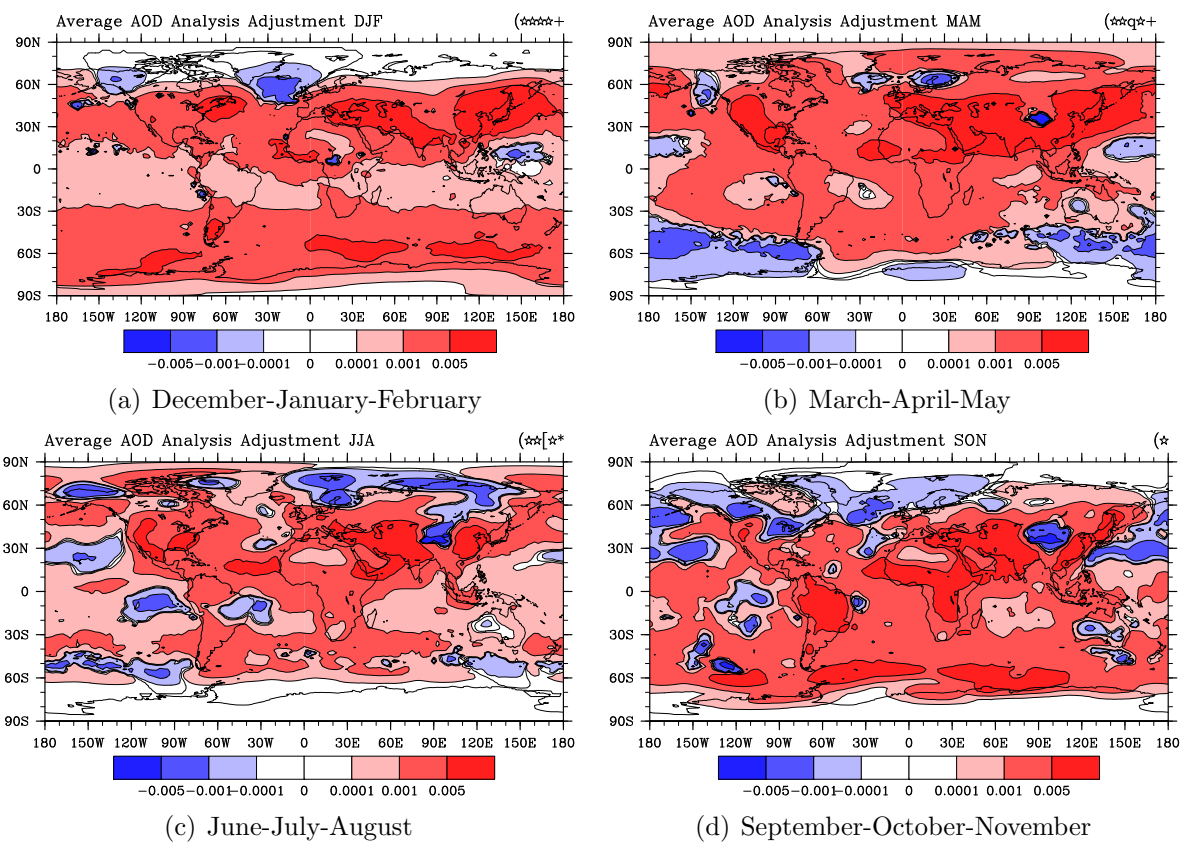 Average AOD Analysis Adjustment DJF (☆☆☆☆+
90N
60N
30N
0
30S
60S
90S
180 150W 120W 90W 60W 30W 0 30E 60E 90E 120E 150E 180
-0.005 -0.001 -0.0001 0 0.0001 0.001 0.005
(a) December-January-February
Average AOD Analysis Adjustment MAM (☆☆q☆+
90N
60N
30N
0
30S
60S
90S
180 150W 120W 90W 60W 30W 0 30E 60E 90E 120E 150E 180
-0.005 -0.001 -0.0001 0 0.0001 0.001 0.005
(b) March-April-May
Average AOD Analysis Adjustment JJA (☆☆[☆*
90N
60N
30N
0
30S
60S
90S
180 150W 120W 90W 60W 30W 0 30E 60E 90E 120E 150E 180
-0.005 -0.001 -0.0001 0 0.0001 0.001 0.005
(c) June-July-August
Average AOD Analysis Adjustment SON (☆
90N
60N
30N
0
30S
60S
90S
180 150W 120W 90W 60W 30W 0 30E 60E 90E 120E 150E 180
-0.005 -0.001 -0.0001 0 0.0001 0.001 0.005
(d) September-October-November